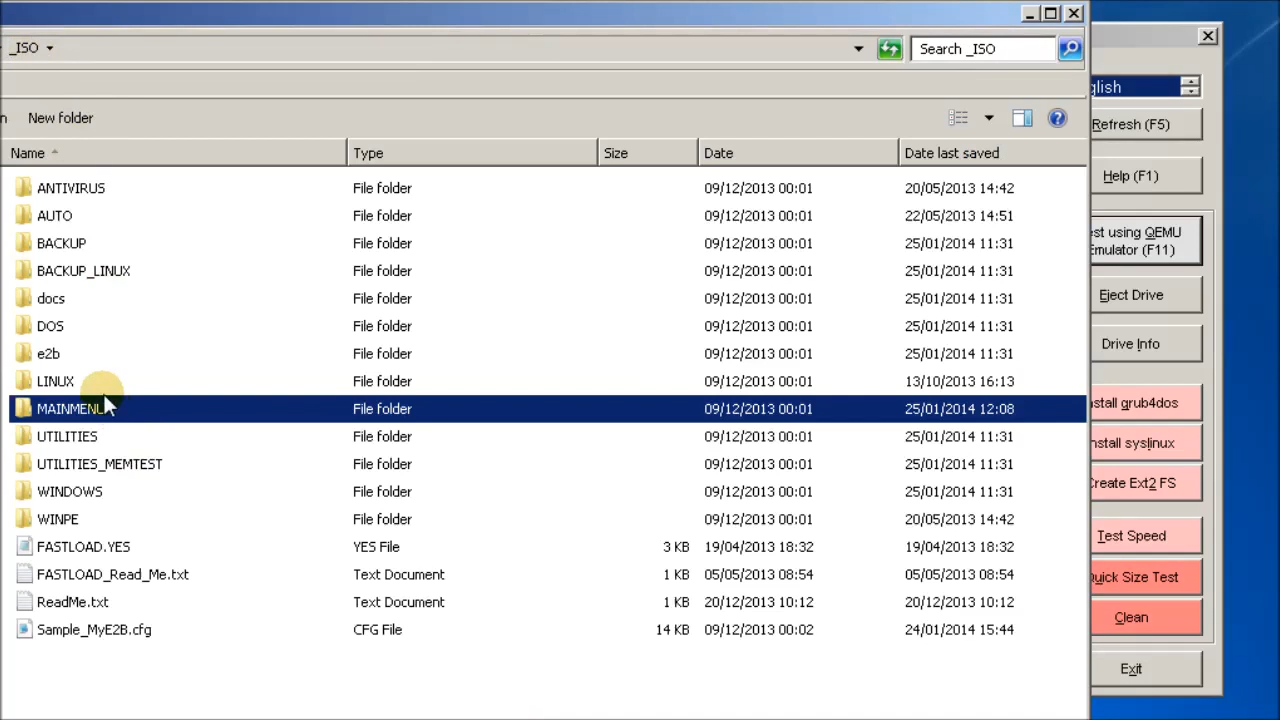 _ISO
Search _ISO
New folder
Name Type Size Date Date last saved
ANTIVIRUS File folder 09/12/2013 00:01 20/05/2013 14:42
AUTO File folder 09/12/2013 00:01 22/05/2013 14:51
BACKUP File folder 09/12/2013 00:01 25/01/2014 11:31
BACKUP_LINUX File folder 09/12/2013 00:01 25/01/2014 11:31
docs File folder 09/12/2013 00:01 25/01/2014 11:31
DOS File folder 09/12/2013 00:01 25/01/2014 11:31
e2b File folder 09/12/2013 00:01 25/01/2014 11:31
LINUX File folder 09/12/2013 00:01 13/10/2013 16:13
MAINMENU File folder 09/12/2013 00:01 25/01/2014 12:08
UTILITIES File folder 09/12/2013 00:01 25/01/2014 11:31
UTILITIES_MEMTEST File folder 09/12/2013 00:01 25/01/2014 11:31
WINDOWS File folder 09/12/2013 00:01 25/01/2014 11:31
WINPE File folder 09/12/2013 00:01 20/05/2013 14:42
FASTLOAD.YES YES File 3 KB 19/04/2013 18:32 19/04/2013 18:32
FASTLOAD_Read_Me.txt Text Document 1 KB 05/05/2013 08:54 05/05/2013 08:54
ReadMe.txt Text Document 1 KB 20/12/2013 10:12 20/12/2013 10:12
Sample_MyE2B.cfg CFG File 14 KB 09/12/2013 00:02 24/01/2014 15:44
glish
Refresh (F5)
Help (F1)
est using QEMU
Emulator (F11)
Eject Drive
Drive Info
nstall grub4dos
nstall syslinux
Create Ext2 FS
Test Speed
Quick Size Test
Clean
Exit